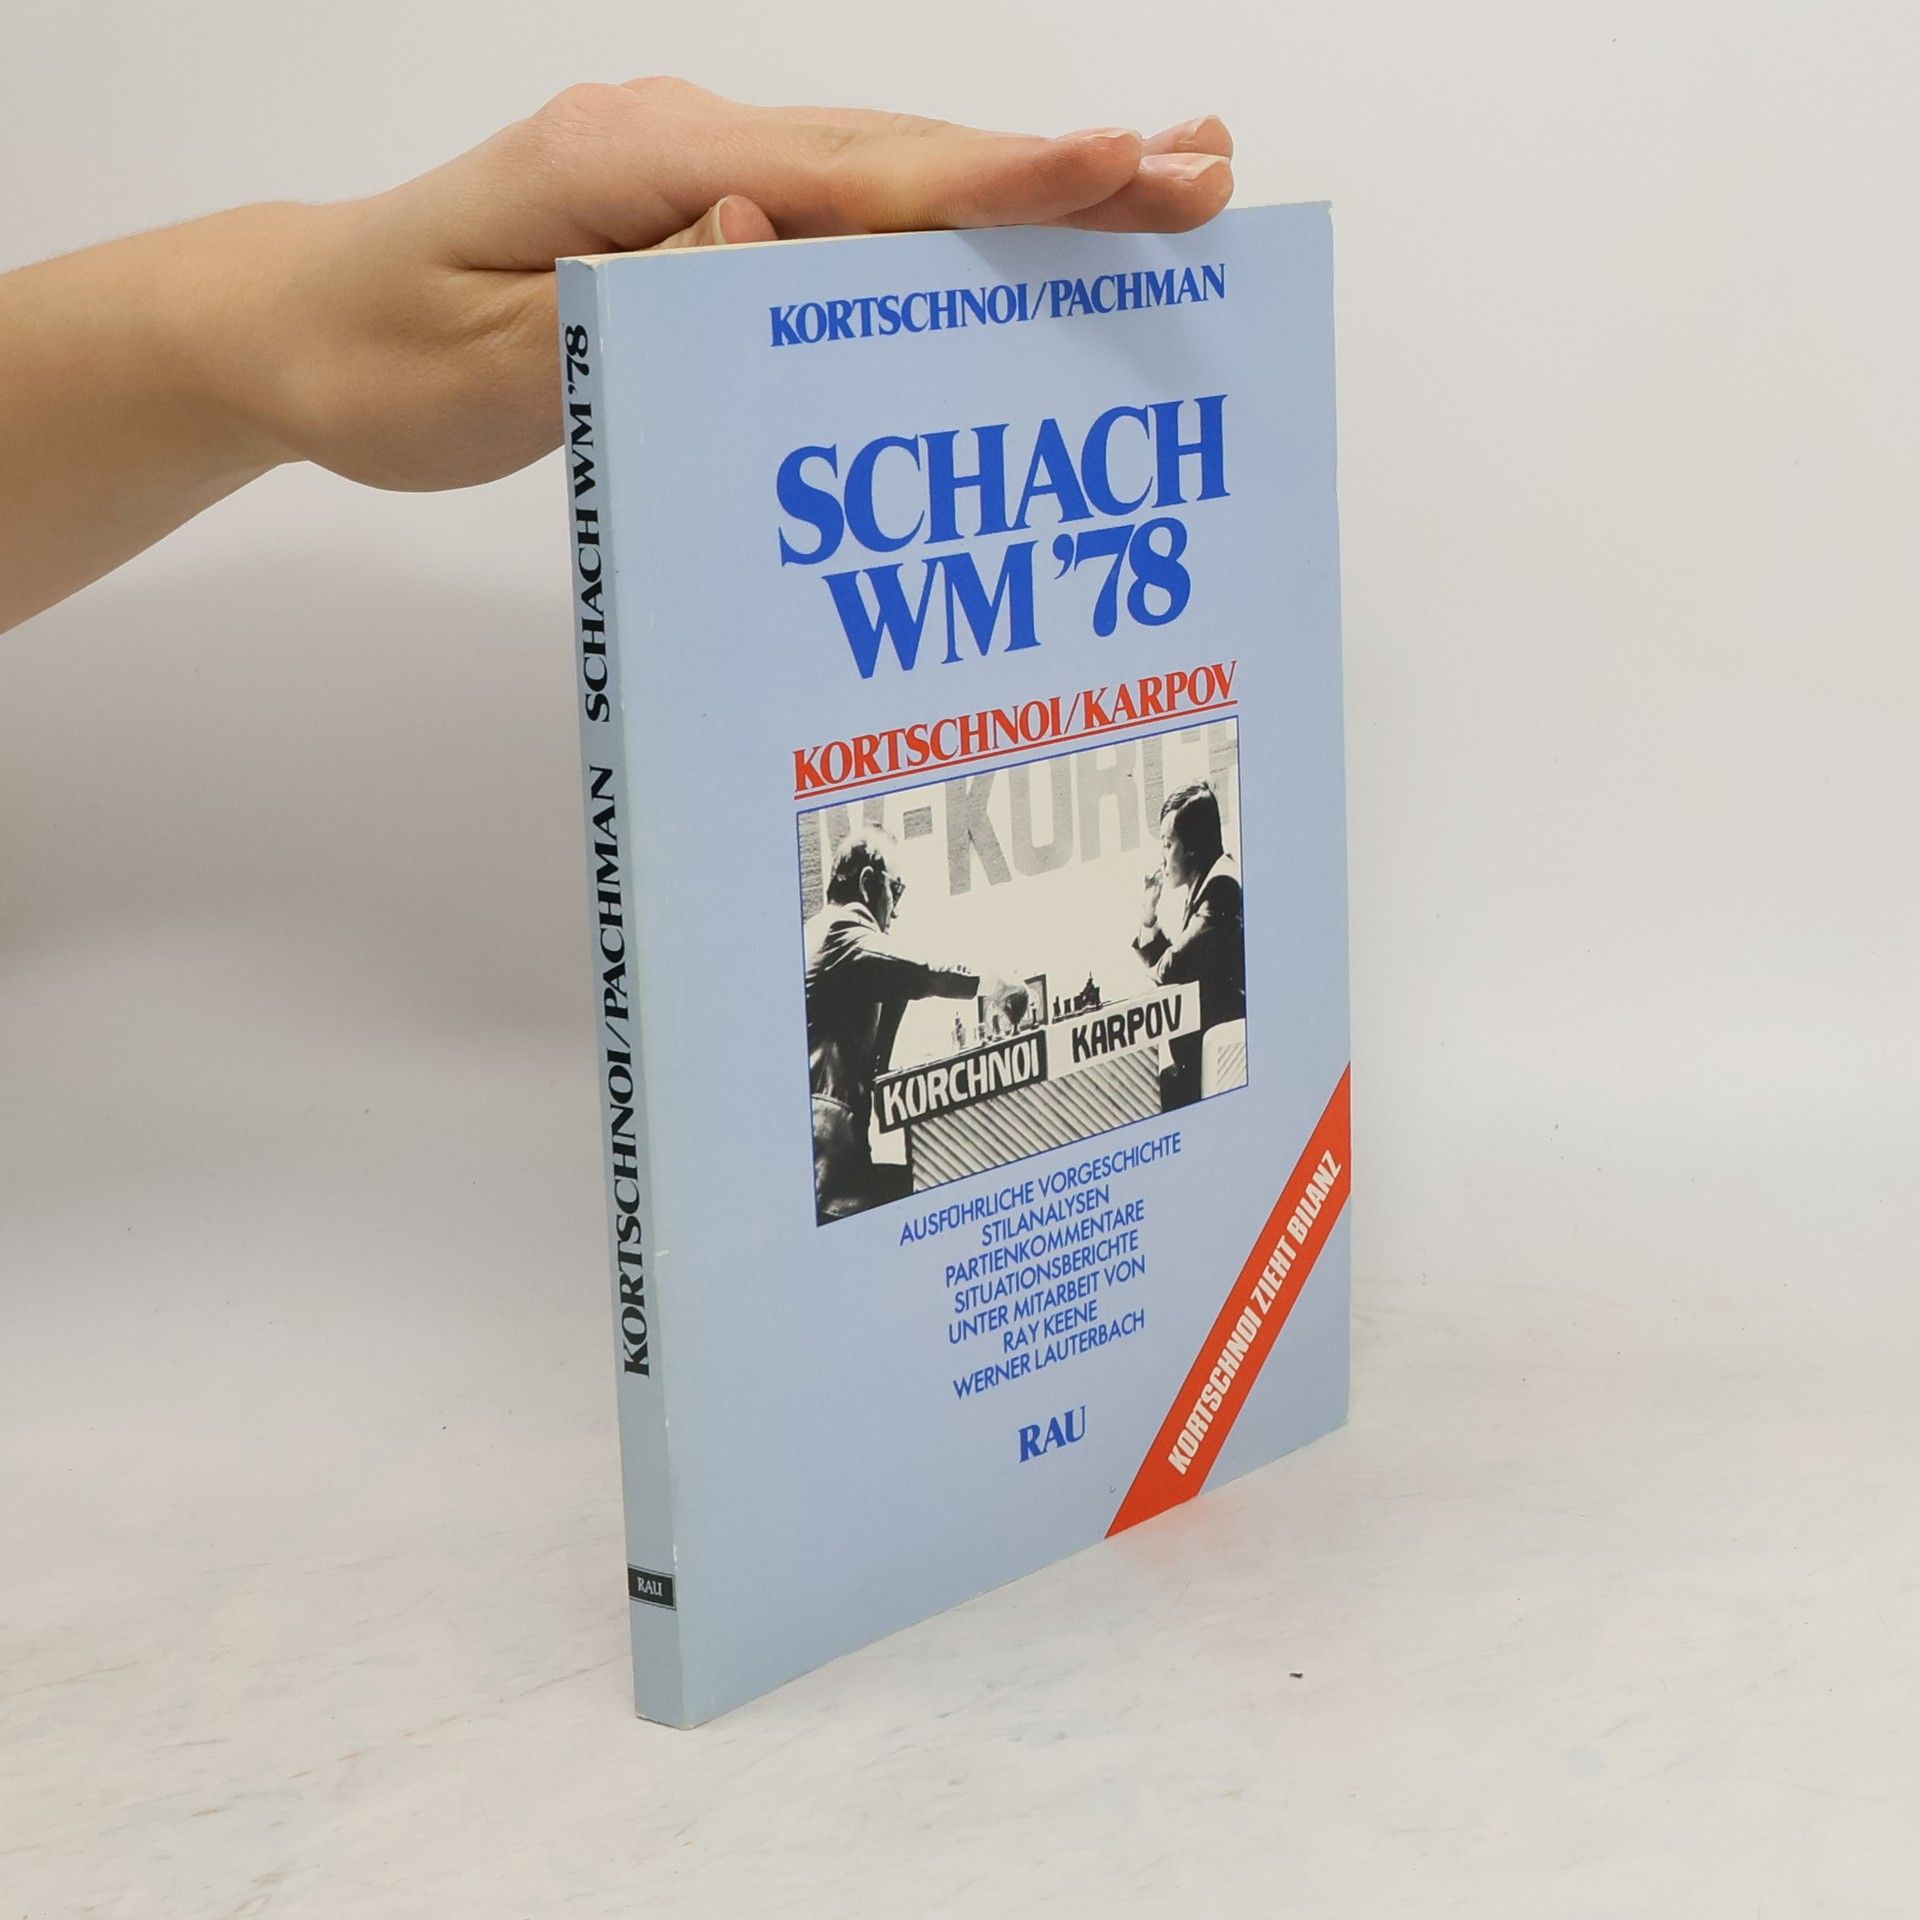 KORTSCHNOI/PACHMAN SCHACH WM '78
RAU
KORTSCHNOI/PACHMAN
SCHACH
WM '78
KORTSCHNOI/KARPOV
-KORCH
KORCHNOI
KARPOV
AUSFÜHRLICHE VORGESCHICHTE
STILANALYSEN
PARTIENKOMMENTARE
SITUATIONSBERICHTE
UNTER MITARBEIT VON
RAY KEENE
WERNER LAUTERBACH
RAU
KORTSCHNOI ZIEHT BILANZ